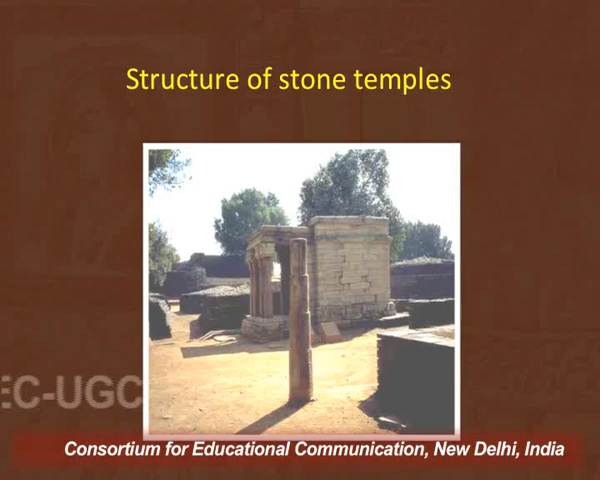 Structure of stone temples
EC-UGC
Consortium for Educational Communication, New Delhi, India